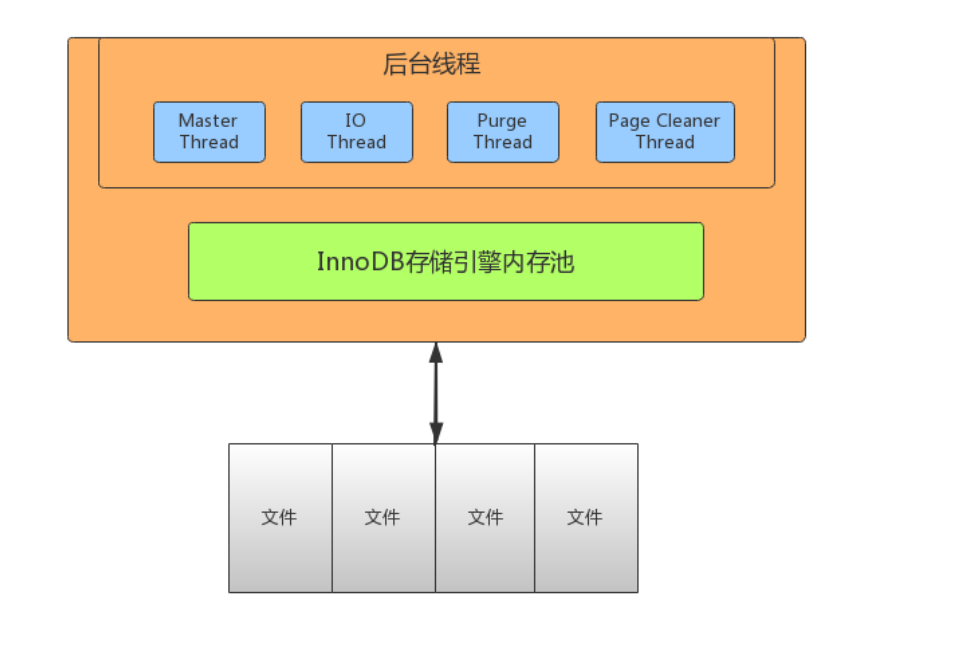 后台线程
Master
Thread
IO
Thread
Purge
Thread
Page Cleaner
Thread
InnoDB存储引擎内存池
文件
文件
文件
文件